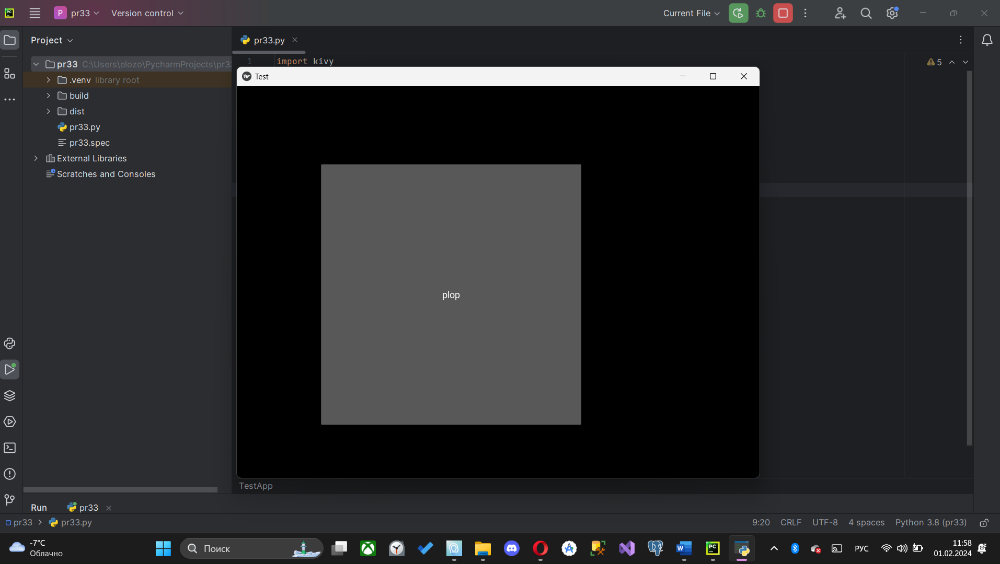 P pr33 Version control Current File
Project
pr33.py
pr33 C:\Users\elozo\PycharmProjects\pr33
1 import kivy
5
Test
.venv library root
build
dist
pr33.py
pr33.spec
External Libraries
Scratches and Consoles
plop
TestApp
Run pr33
pr33 > pr33.py 9:20 CRLF UTF-8 4 spaces Python 3.8 (pr33)
-7°C
Облачно
Поиск
РУС
11:58
01.02.2024